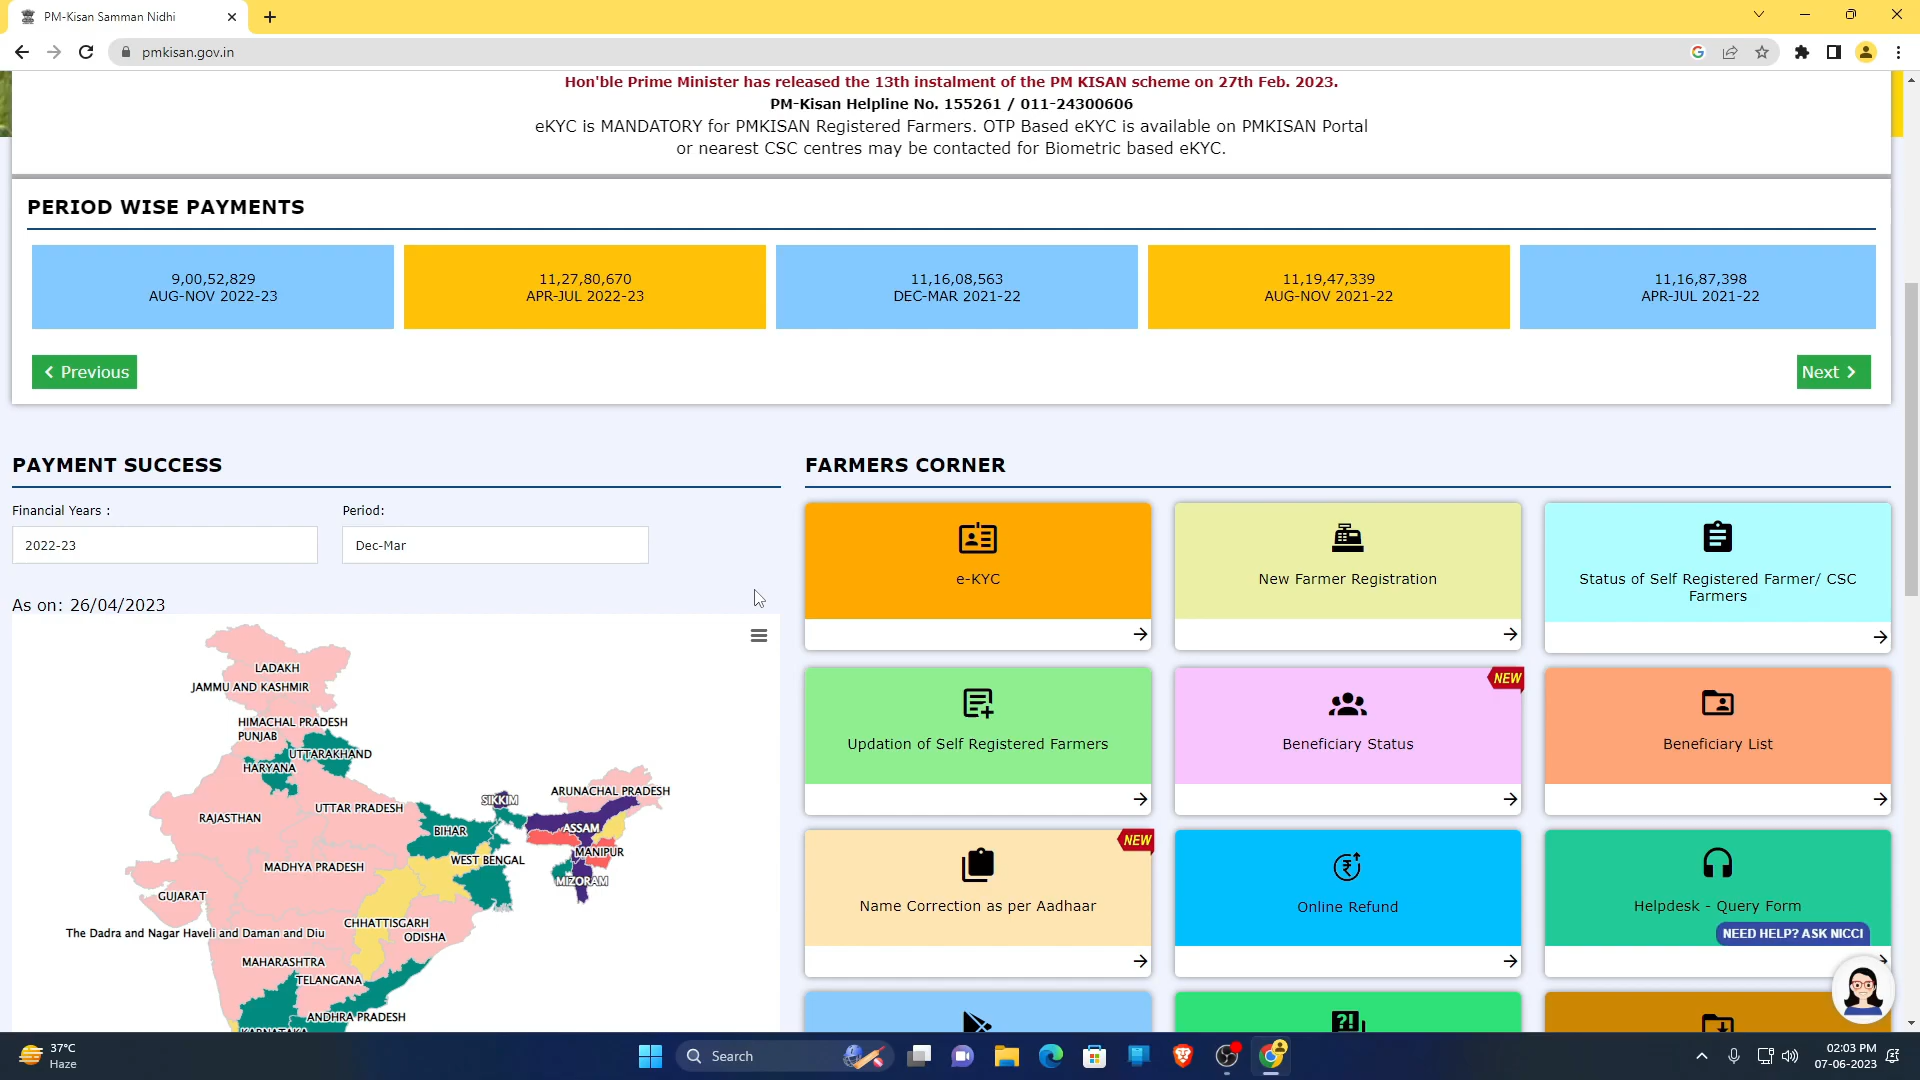 PM-Kisan Samman Nidhi
pmkisan.gov.in
Hon'ble Prime Minister has released the 13th instalment of the PM KISAN scheme on 27th Feb. 2023.
PM-Kisan Helpline No. 155261 / 011-24300606
eKYC is MANDATORY for PMKISAN Registered Farmers. OTP Based eKYC is available on PMKISAN Portal
or nearest CSC centres may be contacted for Biometric based eKYC.
PERIOD WISE PAYMENTS
9,00,52,829
AUG-NOV 2022-23
11,27,80,670
APR-JUL 2022-23
11,16,08,563
DEC-MAR 2021-22
11,19,47,339
AUG-NOV 2021-22
11,16,87,398
APR-JUL 2021-22
Previous
Next
PAYMENT SUCCESS
Financial Years :
Period:
2022-23
Dec-Mar
As on: 26/04/2023
LADAKH
JAMMU AND KASHMIR
HIMACHAL PRADESH
PUNJAB
UTTARAKHAND
HARYANA
ARUNACHAL PRADESH
SIKKIM
UTTAR PRADESH
RAJASTHAN
ASSAM
BIHAR
MANIPUR
WEST BENGAL
MADHYA PRADESH
MIZORAM
GUJARAT
CHHATTISGARH
The Dadra and Nagar Haveli and Daman and Diu
ODISHA
MAHARASHTRA
TELANGANA
ANDHRA PRADESH
KARNATAKA
FARMERS CORNER
e-KYC
New Farmer Registration
Status of Self Registered Farmer/ CSC
Farmers
Updation of Self Registered Farmers
NEW
Beneficiary Status
Beneficiary List
NEW
Name Correction as per Aadhaar
Online Refund
Helpdesk - Query Form
NEED HELP? ASK NICCI
37°C
Haze
Search
02:03 PM
07-06-2023